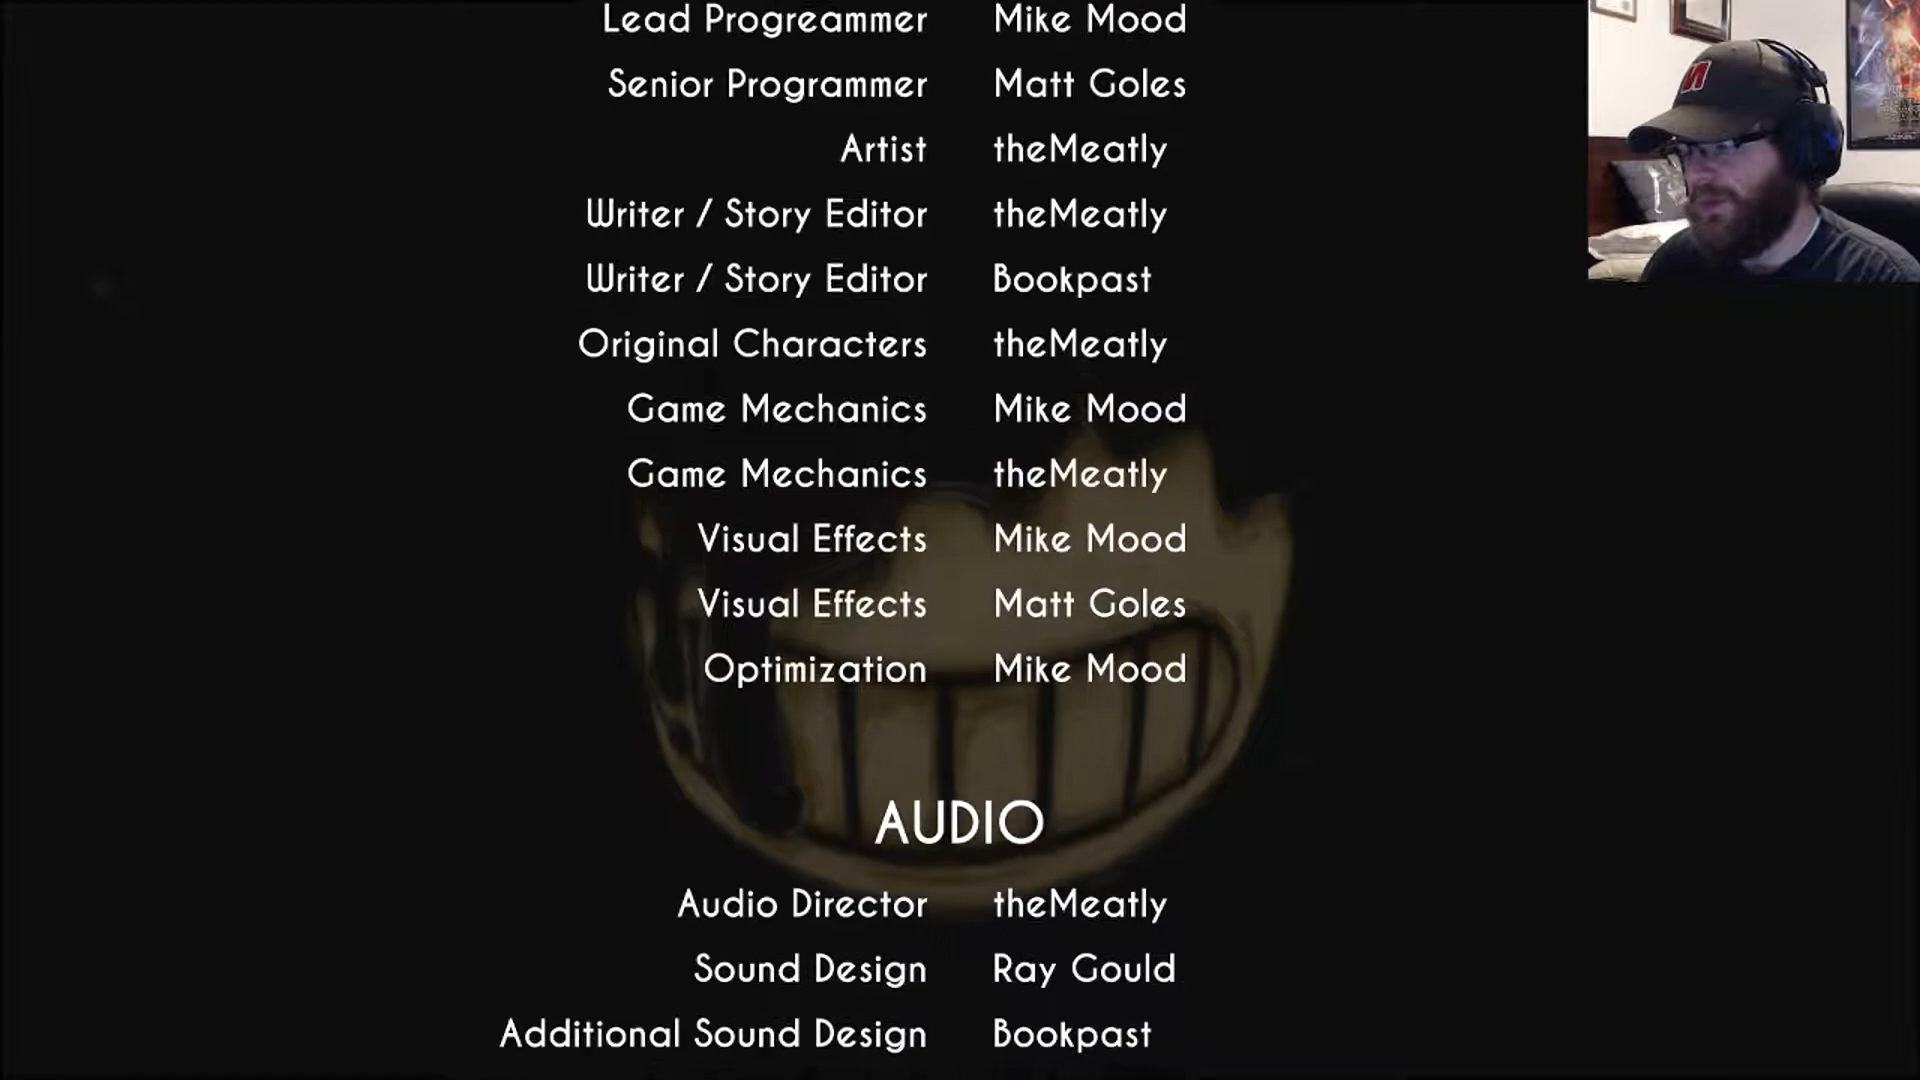 Lead Progreammer Mike Mood
Senior Programmer Matt Goles
Artist theMeatly
Writer / Story Editor theMeatly
Writer / Story Editor Bookpast
Original Characters theMeatly
Game Mechanics Mike Mood
Game Mechanics theMeatly
Visual Effects Mike Mood
Visual Effects Matt Goles
Optimization Mike Mood
AUDIO
Audio Director theMeatly
Sound Design Ray Gould
Additional Sound Design Bookpast